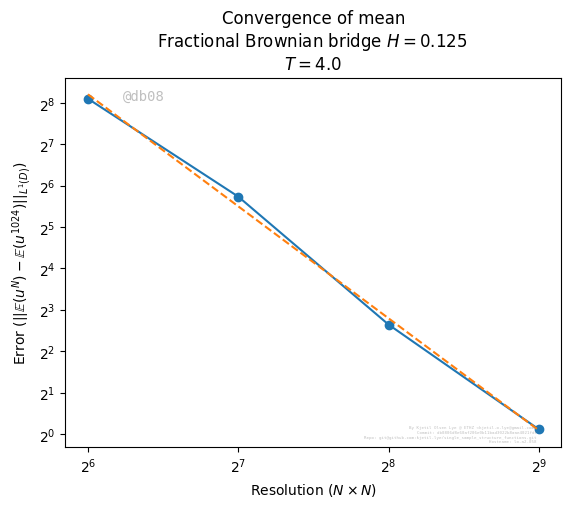 Convergence of mean
Fractional Brownian bridge H = 0.125
T = 4.0
@db08
Error (||𝔼(u^N) − 𝔼(u^1024)||_L¹(D))
2^8
2^7
2^6
2^5
2^4
2^3
2^2
2^1
2^0
2^6
2^7
2^8
2^9
Resolution (N × N)